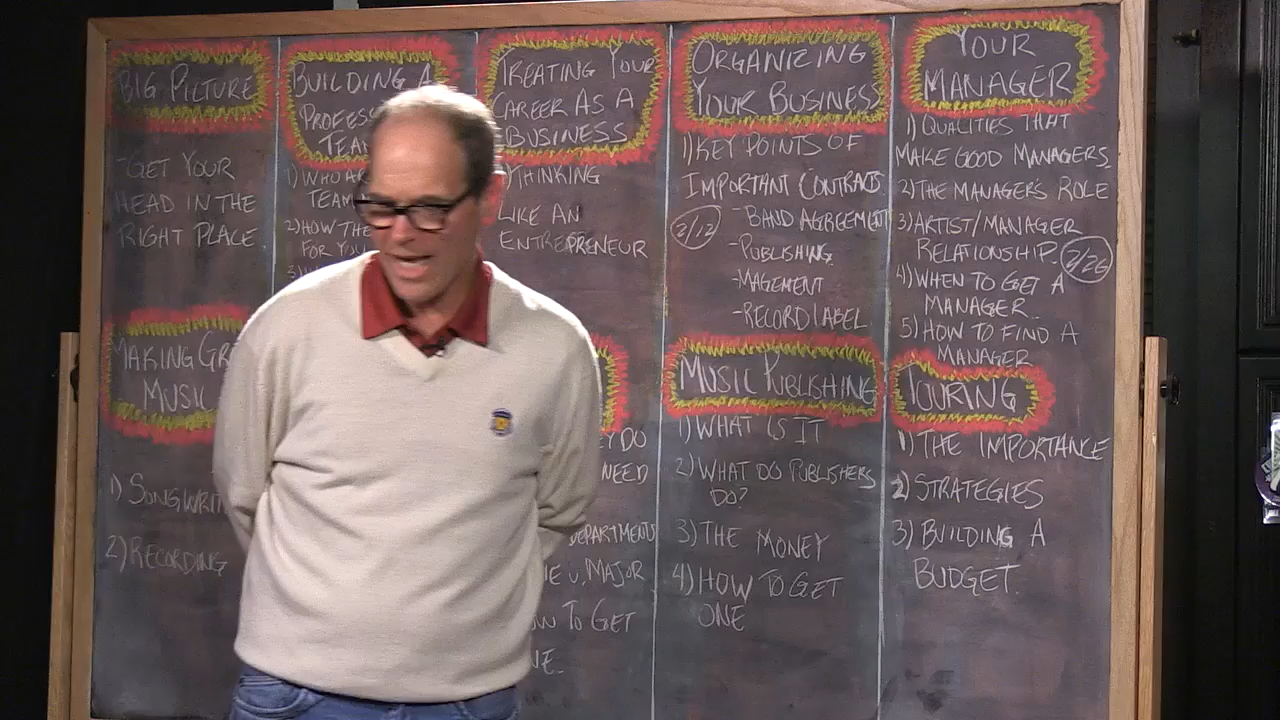 BIG PICTURE
-GET YOUR
HEAD IN THE
RIGHT PLACE
MUSIC
2) RECORDING
BUILDING A
1) WHO
TEAM
2) HOW THE
FOR YOU
TREATING YOUR
CAREER AS A
BUSINESS
THINKING
LIKE AN
ENTREPRENEUR
DO
NEED
DEPARTMENTS
V. MAJOR
TO GET
ORGANIZING
YOUR BUSINESS
1) KEY POINTS OF
IMPORTANT CONTRACTS
2/12
-BAND AGREEMENT
-PUBLISHING
-MAGEMENT
-RECORD LABEL
MUSIC PUBLISHING
1) WHAT IS IT
2) WHAT DO PUBLISHERS
DO?
3) THE MONEY
4) HOW TO GET
ONE
YOUR
MANAGER
1) QUALITIES THAT
MAKE GOOD MANAGERS
2) THE MANAGERS ROLE
3) ARTIST/MANAGER
RELATIONSHIP.
2/26
4) WHEN TO GET A
MANAGER
5) HOW TO FIND A
MANAGER
TOURING
1) THE IMPORTANCE
2) STRATEGIES
3) BUILDING A
BUDGET.